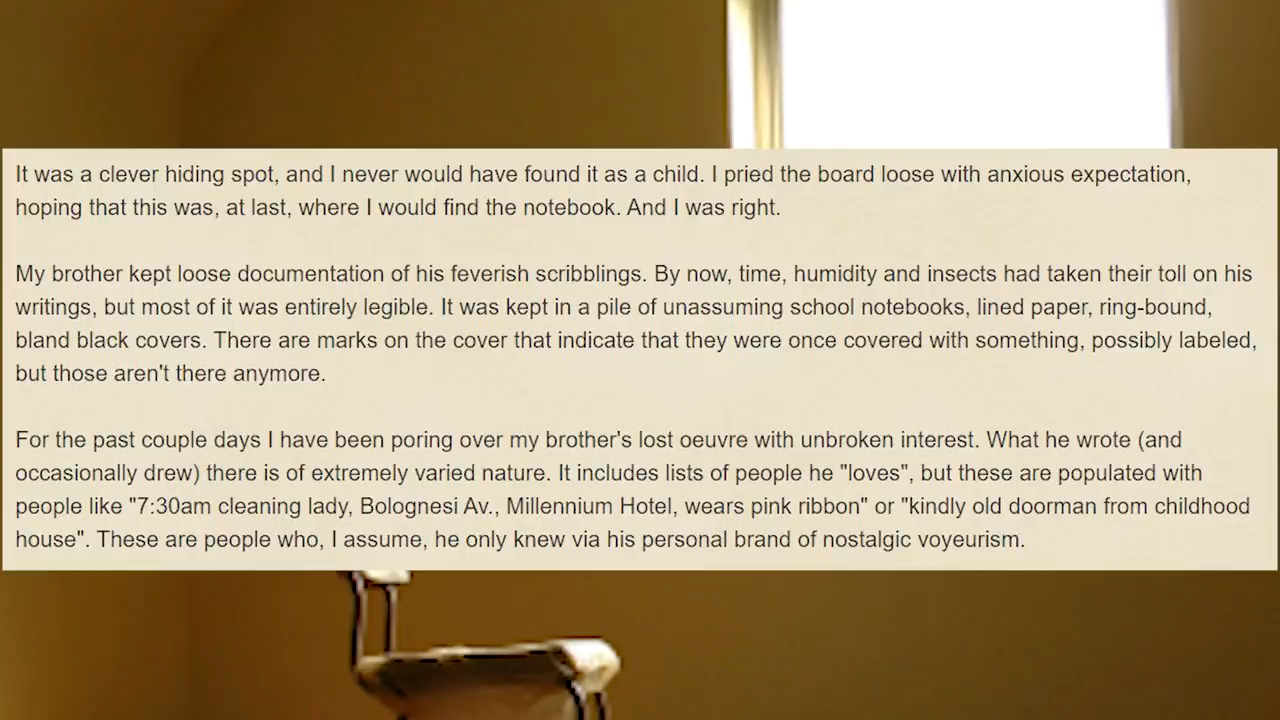 It was a clever hiding spot, and I never would have found it as a child. I pried the board loose with anxious expectation,
hoping that this was, at last, where I would find the notebook. And I was right.
My brother kept loose documentation of his feverish scribblings. By now, time, humidity and insects had taken their toll on his
writings, but most of it was entirely legible. It was kept in a pile of unassuming school notebooks, lined paper, ring-bound,
bland black covers. There are marks on the cover that indicate that they were once covered with something, possibly labeled,
but those aren't there anymore.
For the past couple days I have been poring over my brother's lost oeuvre with unbroken interest. What he wrote (and
occasionally drew) there is of extremely varied nature. It includes lists of people he "loves", but these are populated with
people like "7:30am cleaning lady, Bolognesi Av., Millennium Hotel, wears pink ribbon" or "kindly old doorman from childhood
house". These are people who, I assume, he only knew via his personal brand of nostalgic voyeurism.